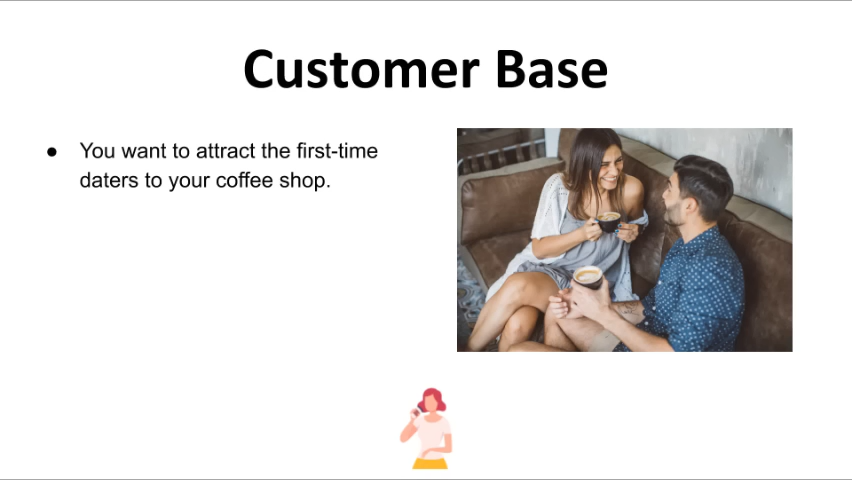 Customer Base
● You want to attract the first-time
daters to your coffee shop.